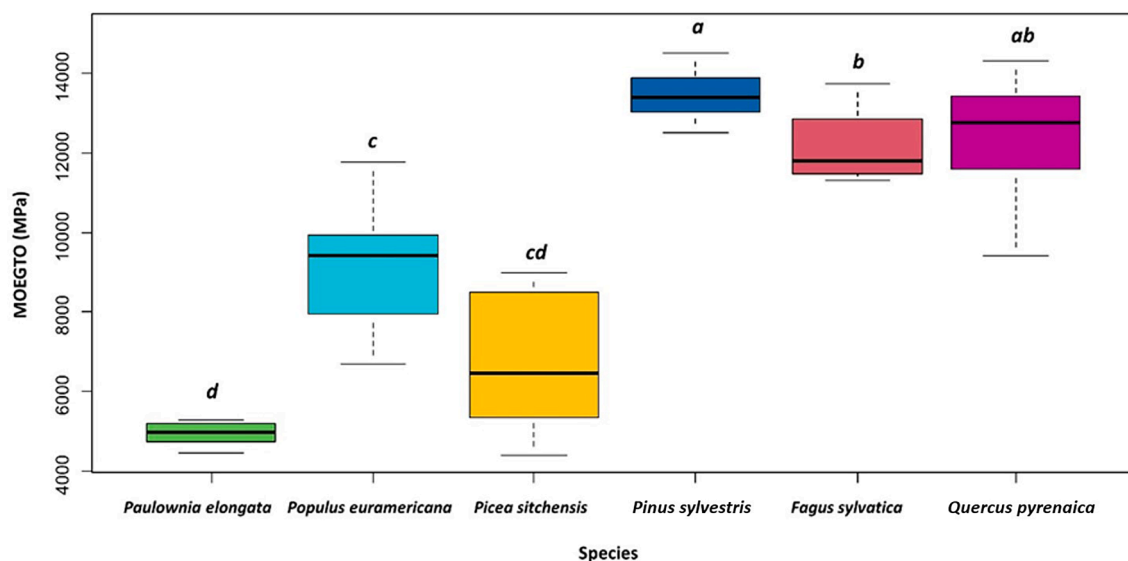 a
ab
b
c
cd
d
MOEGTO (MPa)
14000
12000
10000
8000
6000
4000
Paulownia elongata
Populus euramericana
Picea sitchensis
Pinus sylvestris
Fagus sylvatica
Quercus pyrenaica
Species